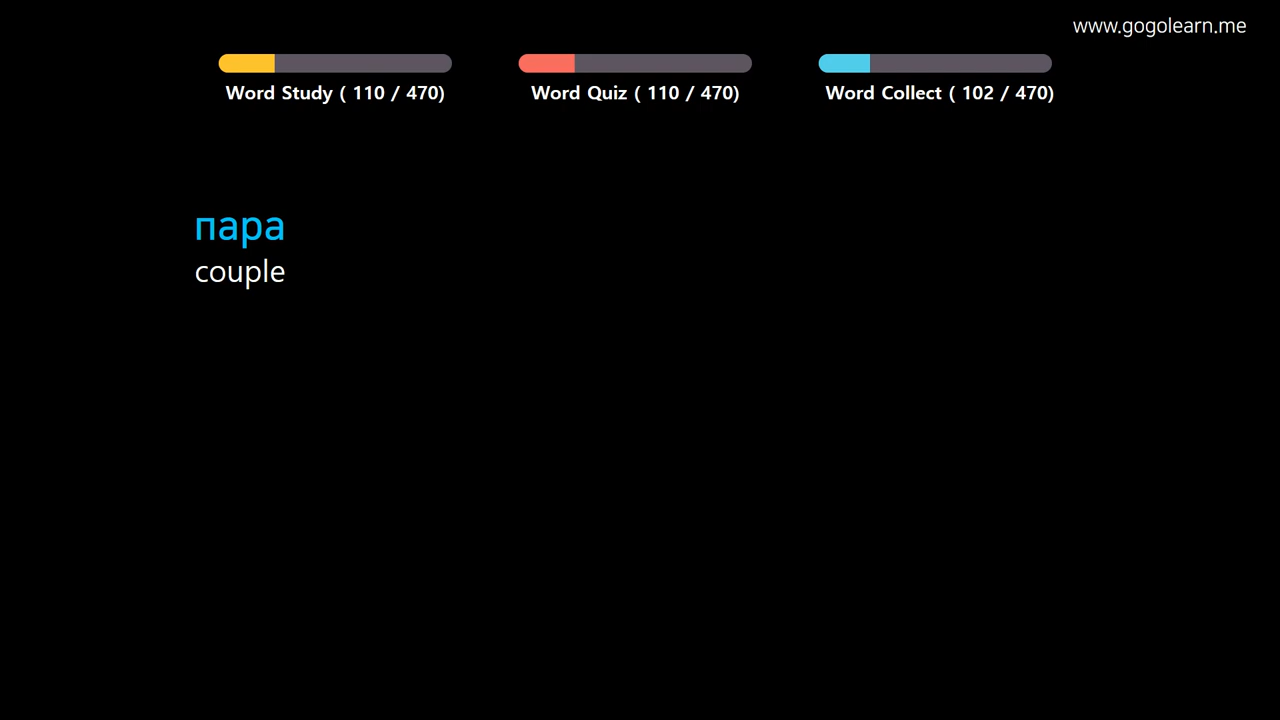 www.gogolearn.me
Word Study ( 110 / 470)
Word Quiz ( 110 / 470)
Word Collect ( 102 / 470)
пара
couple